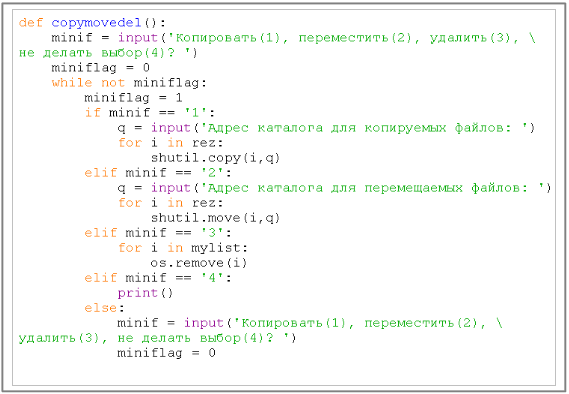 def copymovedel():
    minif = input('Копировать(1), переместить(2), удалить(3), \
не делать выбор(4)? ')
    miniflag = 0
    while not miniflag:
        miniflag = 1
        if minif == '1':
            q = input('Адрес каталога для копируемых файлов: ')
            for i in rez:
                shutil.copy(i,q)
        elif minif == '2':
            q = input('Адрес каталога для перемещаемых файлов: ')
            for i in rez:
                shutil.move(i,q)
        elif minif == '3':
            for i in mylist:
                os.remove(i)
        elif minif == '4':
            print()
        else:
            minif = input('Копировать(1), переместить(2), \
удалить(3), не делать выбор(4)? ')
            miniflag = 0